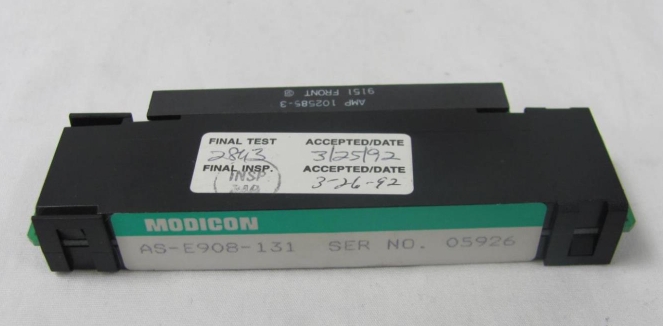 AMP 102585-3
9151 FRONT
FINAL TEST ACCEPTED/DATE
2843 3/25/92
FINAL INSP. ACCEPTED/DATE
INSP 3-26-92
MODICON
AS-E908-131 SER NO. 05926